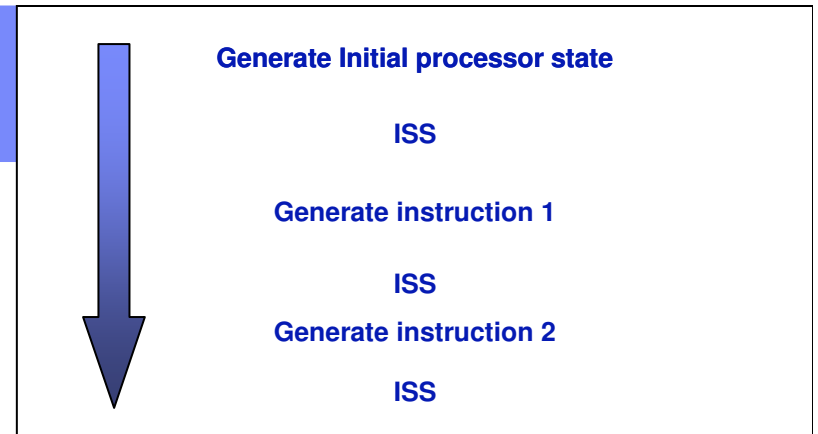 Generate Initial processor state
ISS
Generate instruction 1
ISS
Generate instruction 2
ISS